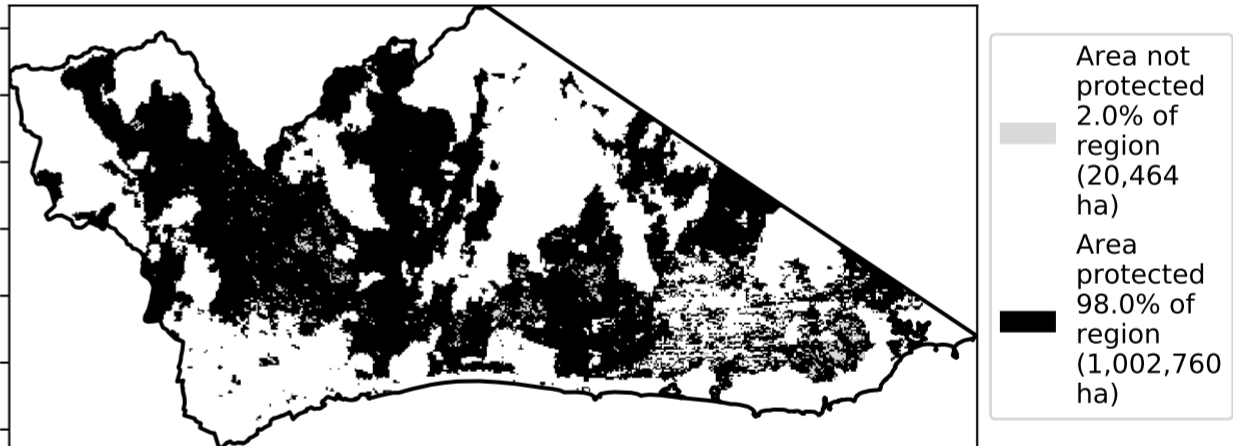 Area not
protected
2.0% of
region
(20,464
ha)
Area
protected
98.0% of
region
(1,002,760
ha)